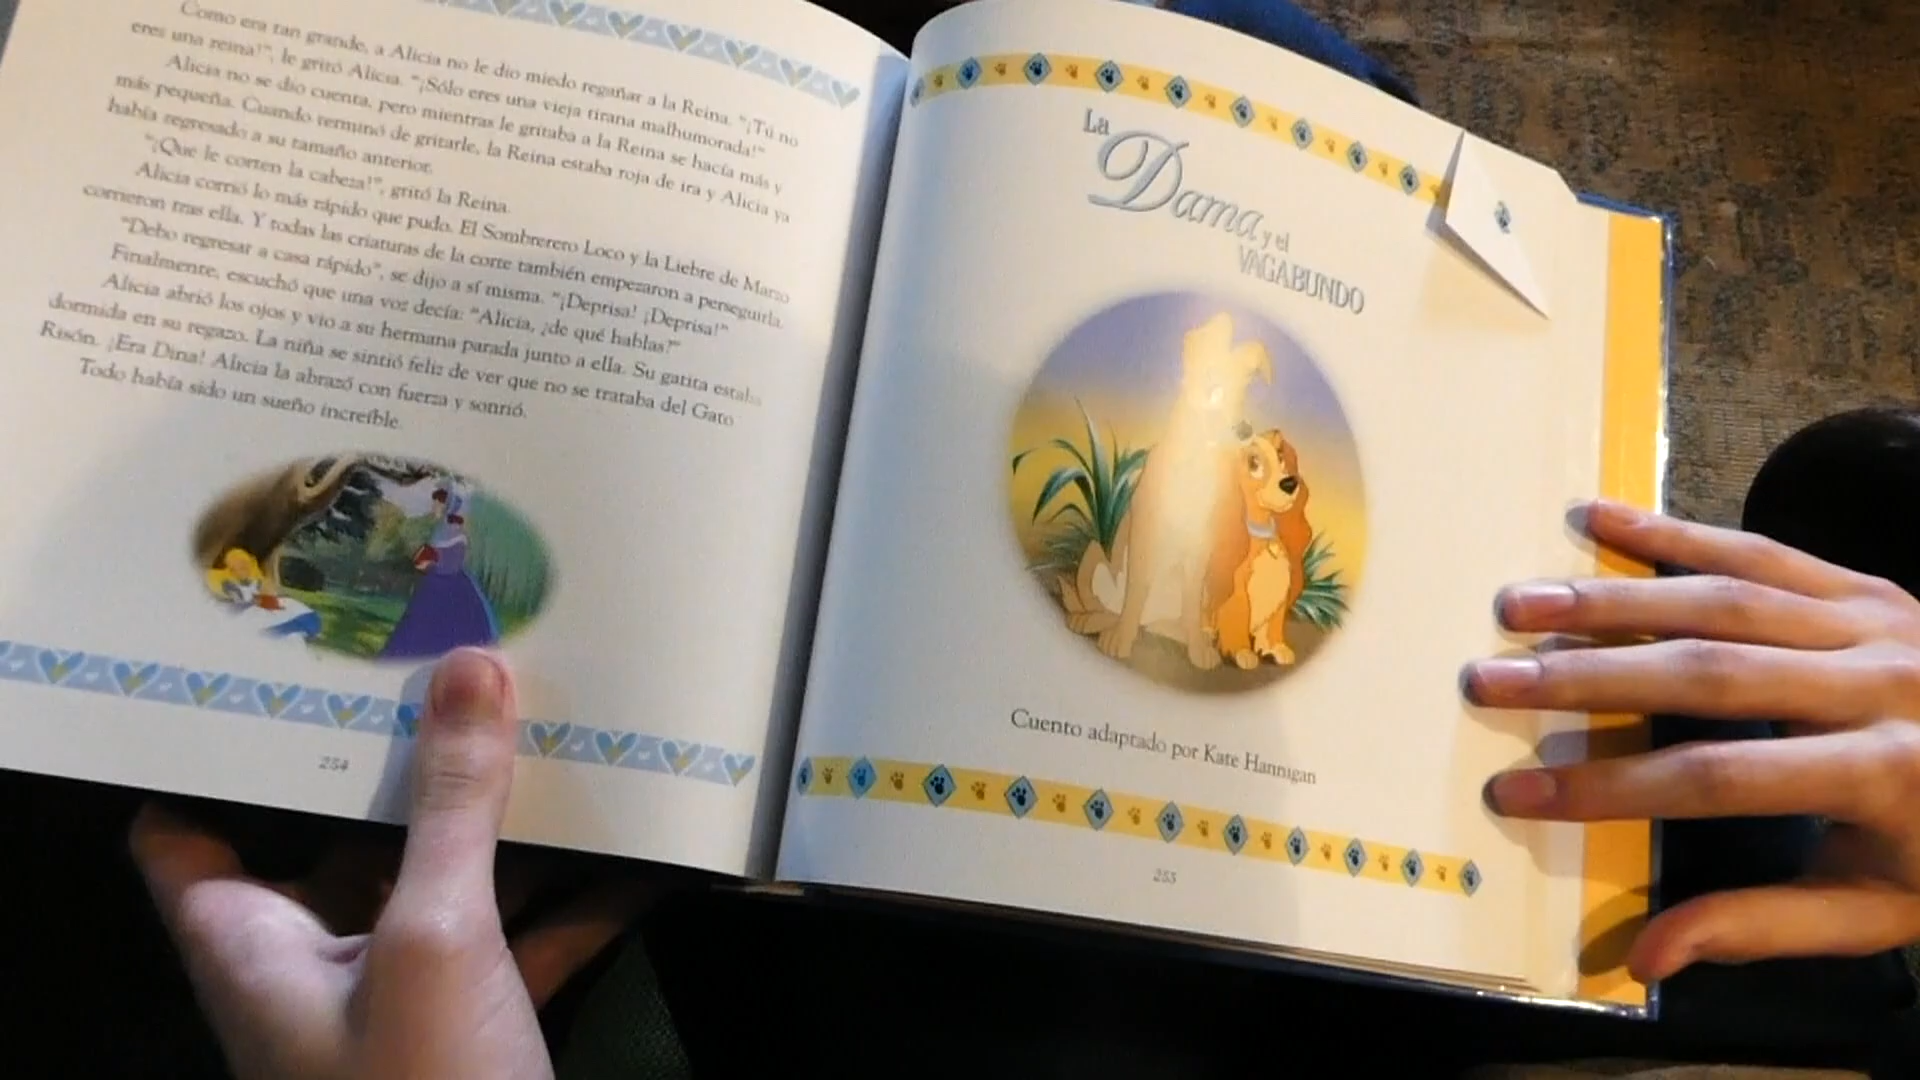 Como era tan grande, a Alicia no le dio miedo regañar a la Reina. "¡Tú no
eres una reina!", le gritó Alicia. "¡Sólo eres una vieja tirana malhumorada!"
Alicia no se dio cuenta, pero mientras le gritaba a la Reina se hacía más y
más pequeña. Cuando terminó de gritarle, la Reina estaba roja de ira y Alicia ya
había regresado a su tamaño anterior.
"¡Que le corten la cabeza!", gritó la Reina.
Alicia corrió lo más rápido que pudo. El Sombrerero Loco y la Liebre de Marzo
corrieron tras ella. Y todas las criaturas de la corte también empezaron a perseguirla.
"Debo regresar a casa rápido", se dijo a sí misma. "¡Deprisa! ¡Deprisa!"
Finalmente, escuchó que una voz decía: "Alicia, ¿de qué hablas?"
Alicia abrió los ojos y vio a su hermana parada junto a ella. Su gatita estaba
dormida en su regazo. La niña se sintió feliz de ver que no se trataba del Gato
Risón. ¡Era Dina! Alicia la abrazó con fuerza y sonrió.
Todo había sido un sueño increíble.
254
La
Dama y el
VAGABUNDO
Cuento adaptado por Kate Hannigan
255